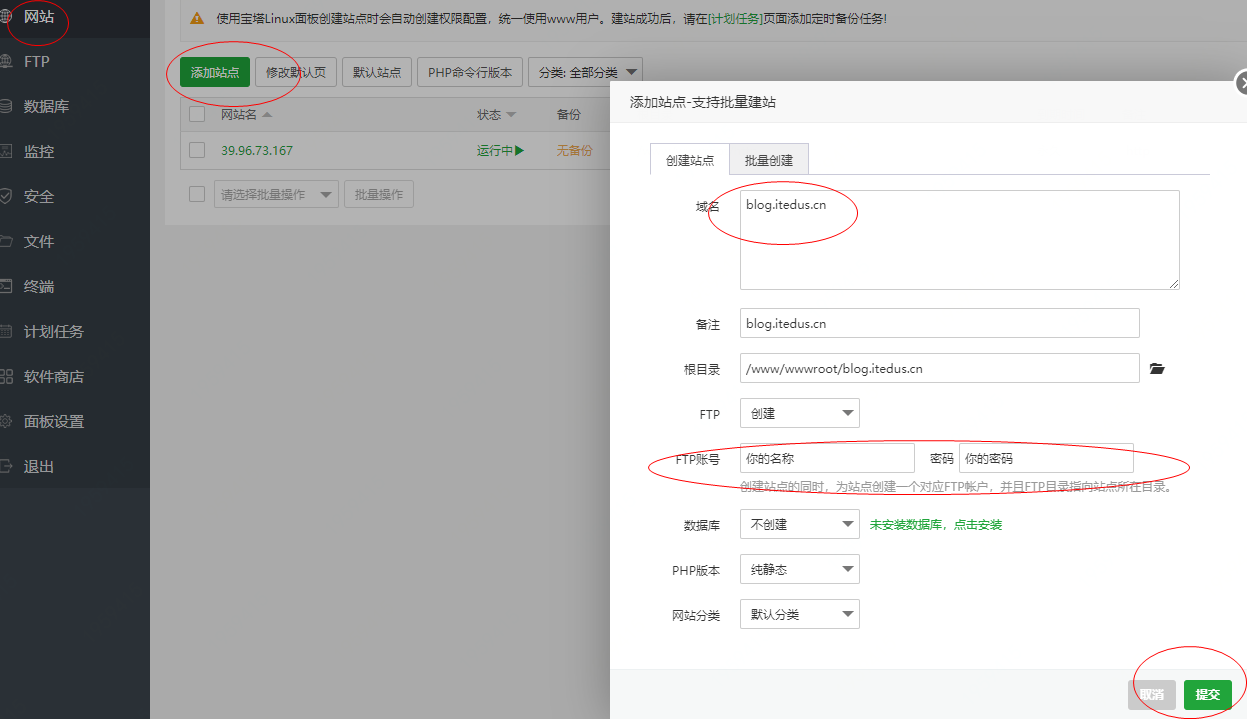 网站
FTP
数据库
监控
安全
文件
终端
计划任务
软件商店
面板设置
退出
使用宝塔Linux面板创建站点时会自动创建权限配置，统一使用www用户。建站成功后，请在[计划任务]页面添加定时备份任务!
添加站点 修改默认页 默认站点 PHP命令行版本 分类: 全部分类
网站名 状态 备份
39.96.73.167 运行中 无备份
请选择批量操作 批量操作
添加站点-支持批量建站
创建站点 批量创建
域名 blog.itedus.cn
备注 blog.itedus.cn
根目录 /www/wwwroot/blog.itedus.cn
FTP 创建
FTP账号 你的名称 密码 你的密码
创建站点的同时，为站点创建一个对应FTP帐户，并且FTP目录指向站点所在目录。
数据库 不创建 未安装数据库，点击安装
PHP版本 纯静态
网站分类 默认分类
取消 提交